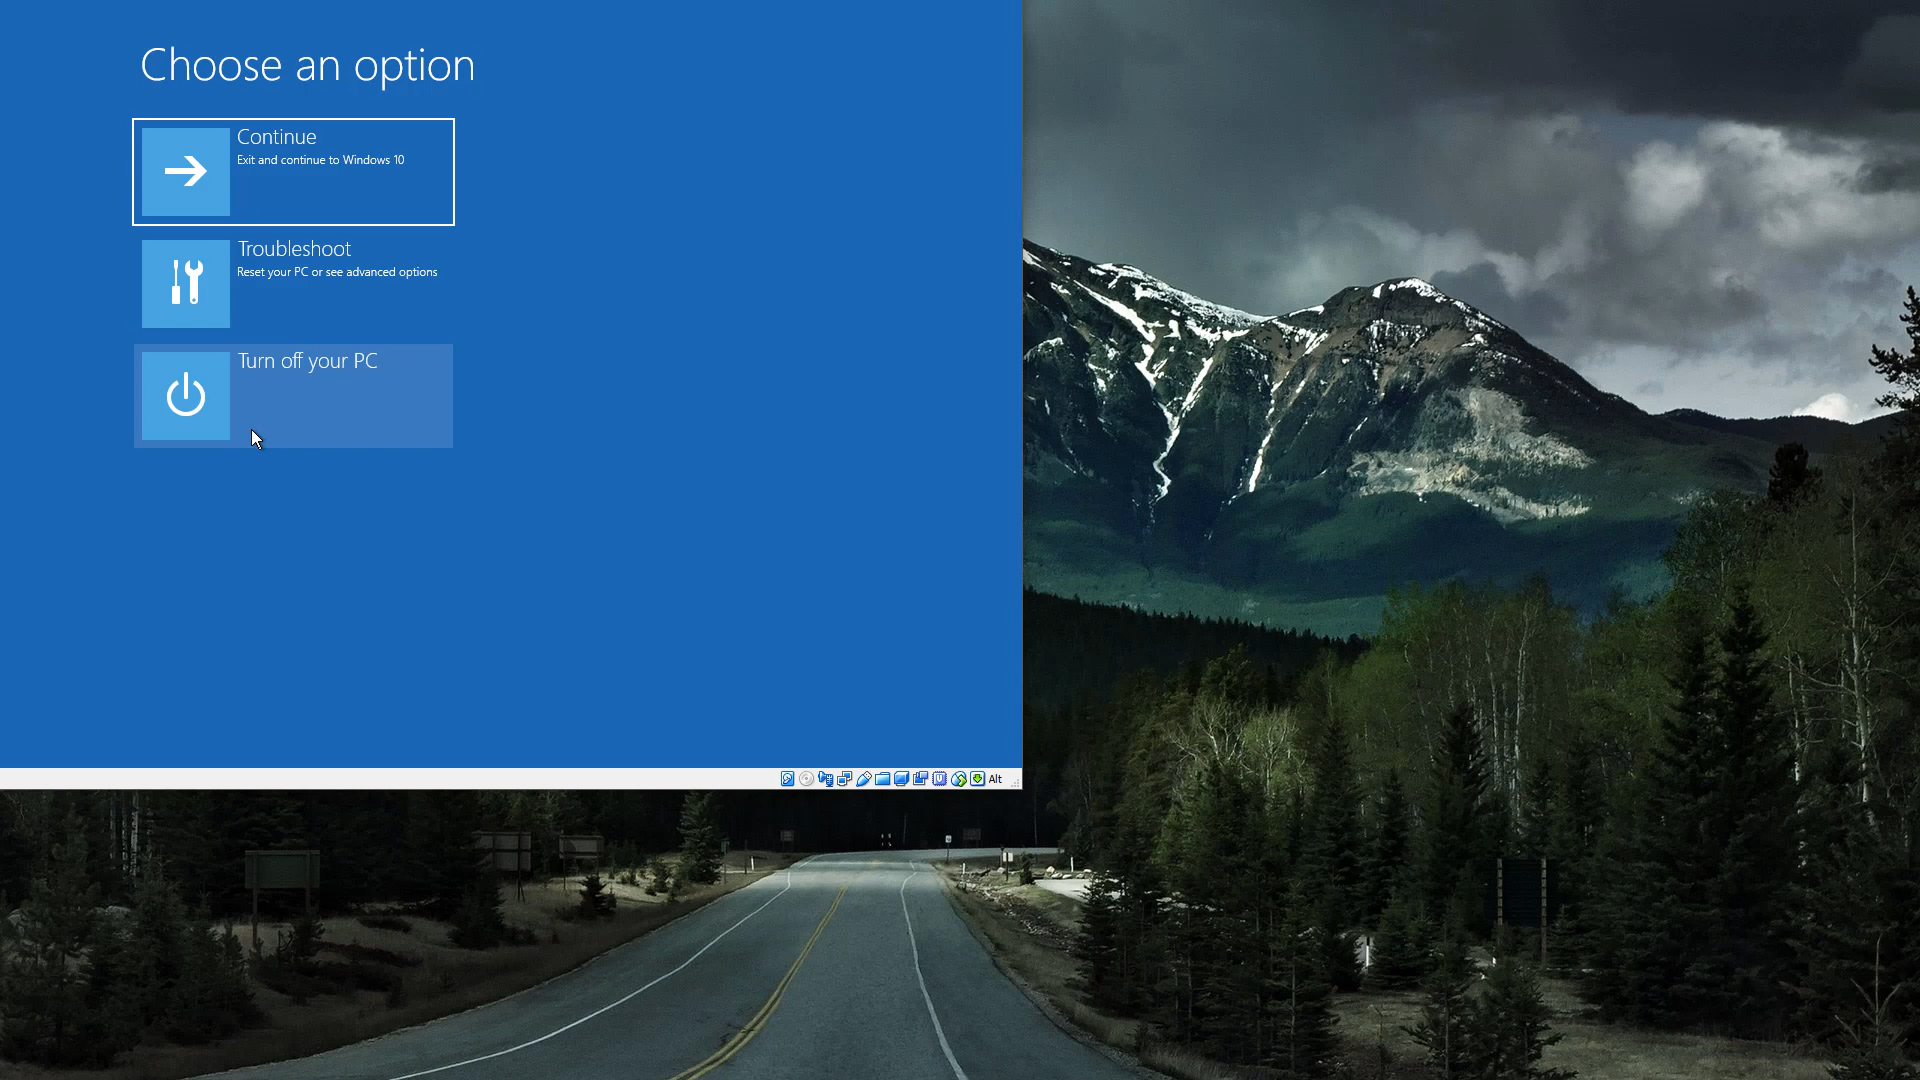 Choose an option
Continue
Exit and continue to Windows 10
Troubleshoot
Reset your PC or see advanced options
Turn off your PC
Alt